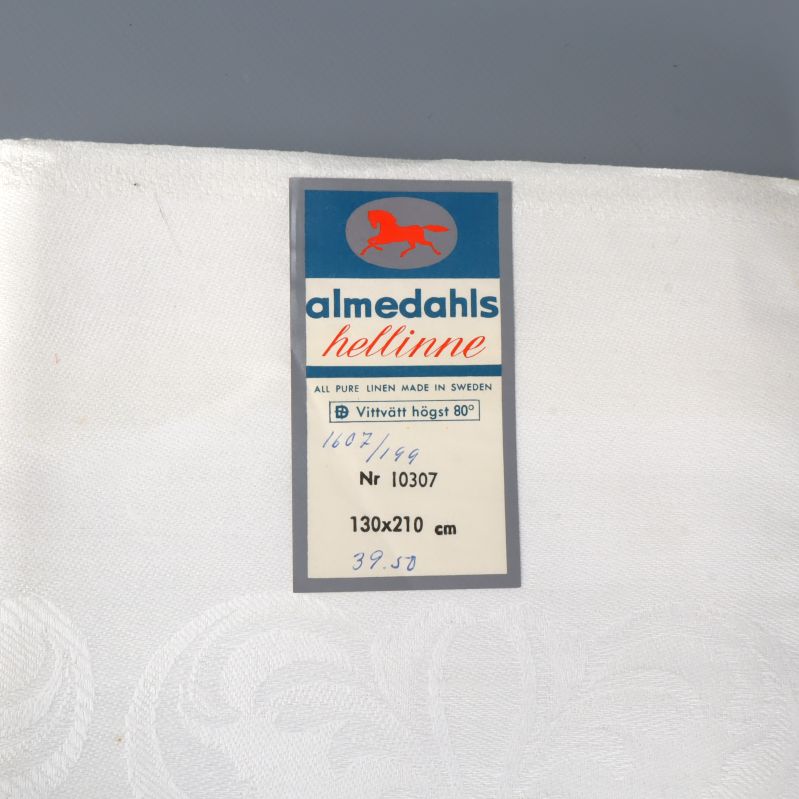 almedahls
hellinne
ALL PURE LINEN MADE IN SWEDEN
Vittvätt högst 80°
1607/199
Nr 10307
130x210 cm
39.50